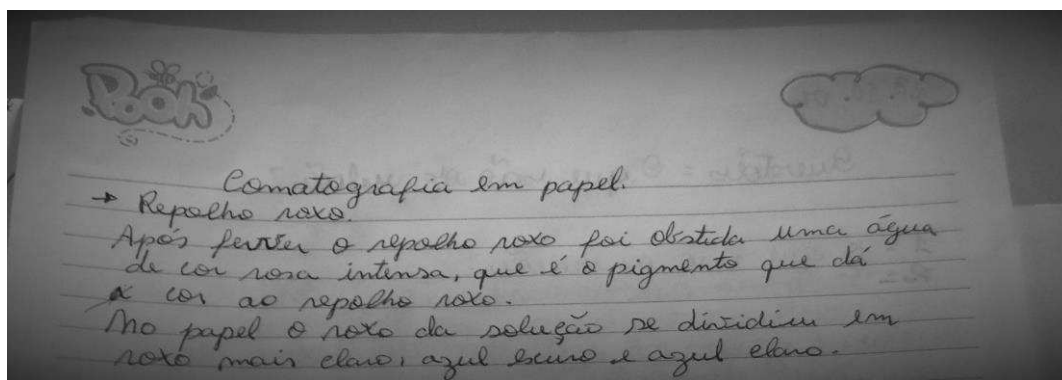 Pooh
Comatografia em papel.
→ Repolho roxo.
Após ferver o repolho roxo foi obstida uma água
de cor rosa intensa, que é o pigmento que dá
a cor ao repolho roxo.
No papel o roxo da solução se dividiu em
roxo mais claro, azul escuro e azul claro.